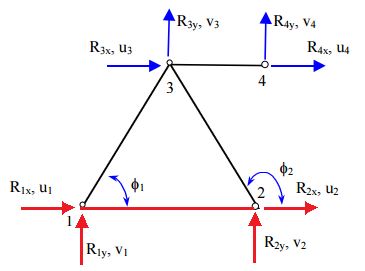 R3y, v3
R4y, v4
R3x, u3
R4x, u4
3
4
ϕ1
ϕ2
R1x, u1
2
R2x, u2
1
R1y, v1
R2y, v2